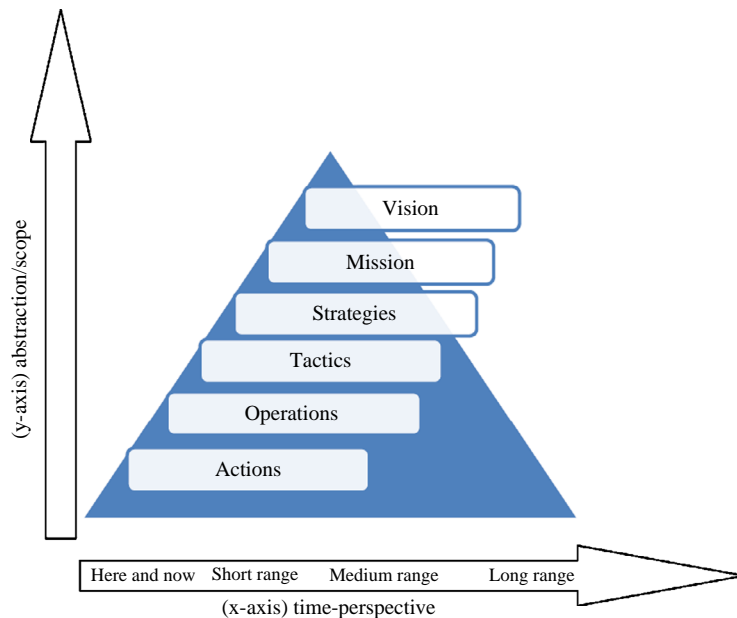 (y-axis) abstraction/scope
Vision
Mission
Strategies
Tactics
Operations
Actions
Here and now Short range Medium range Long range
(x-axis) time-perspective